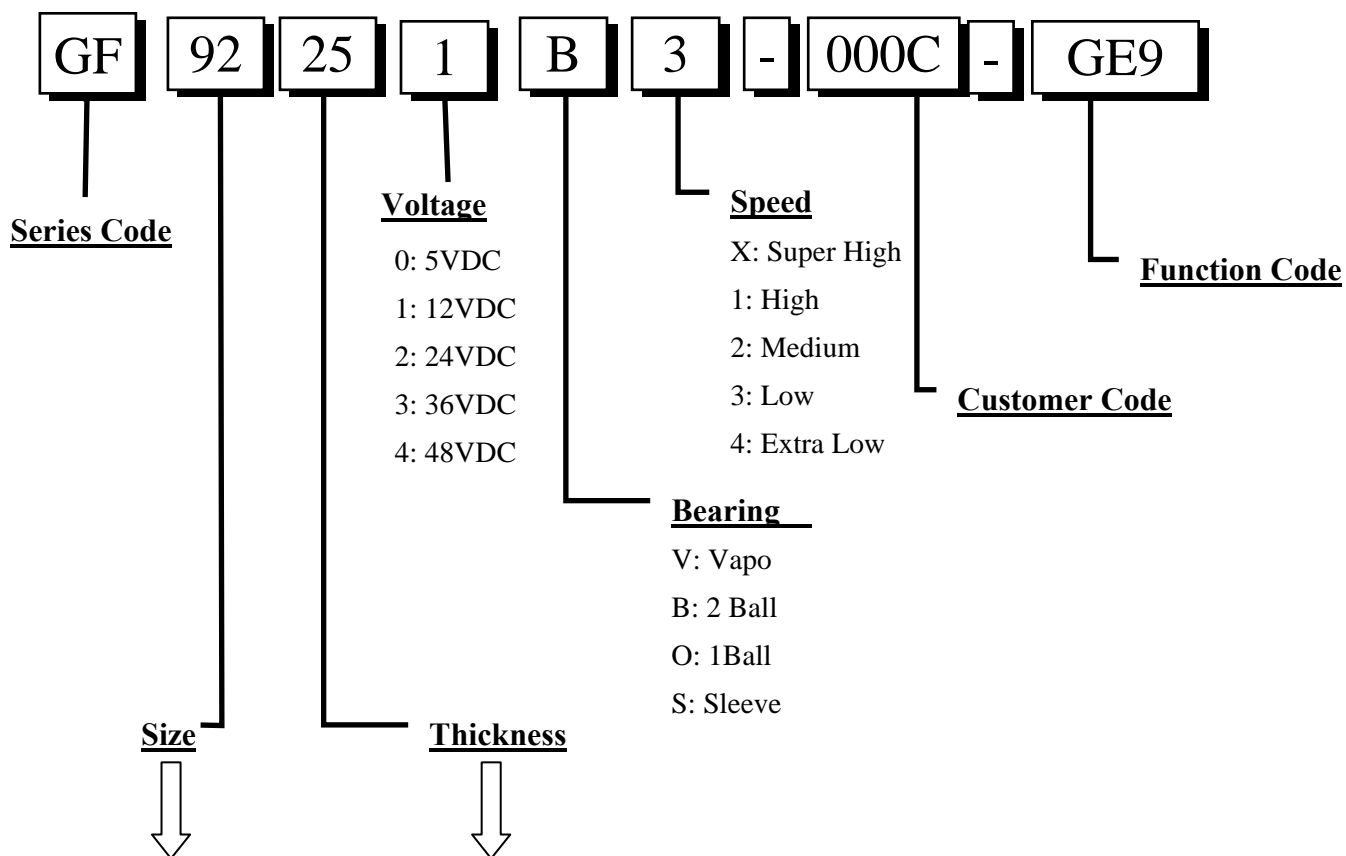 GF 92 25 1 B 3 - 000C - GE9
Series Code
Voltage
0: 5VDC
1: 12VDC
2: 24VDC
3: 36VDC
4: 48VDC
Speed
X: Super High
1: High
2: Medium
3: Low
4: Extra Low
Function Code
Customer Code
Bearing
V: Vapo
B: 2 Ball
O: 1Ball
S: Sleeve
Size
Thickness